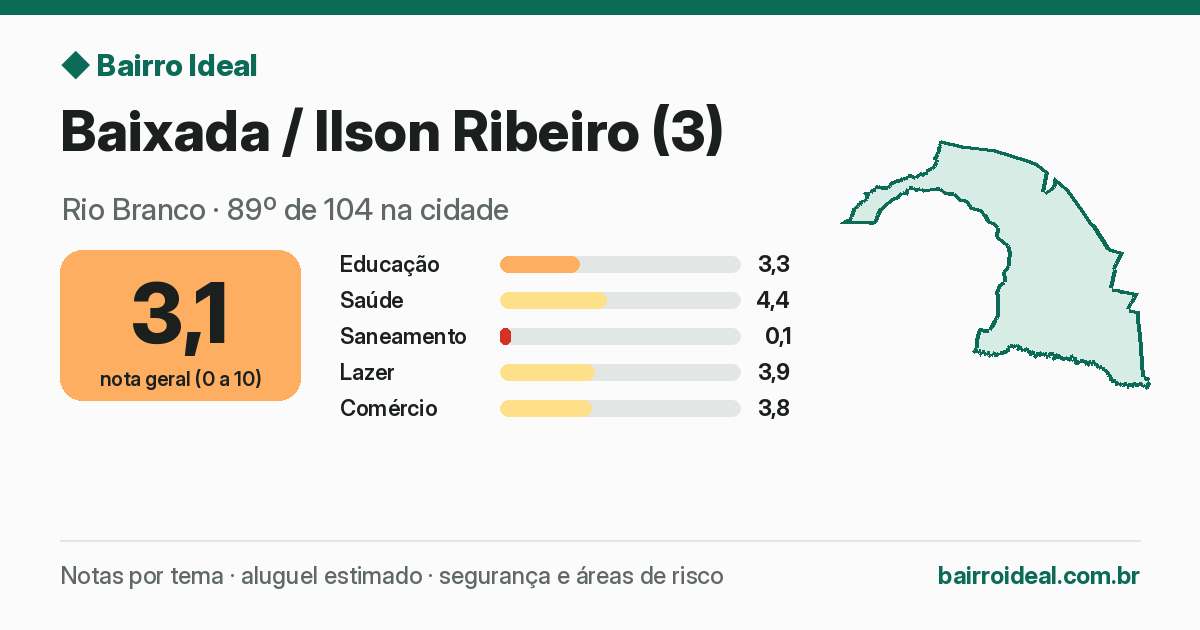 Bairro Ideal
Baixada / Ilson Ribeiro (3)
Rio Branco · 89º de 104 na cidade
3,1
nota geral (0 a 10)
Educação 3,3
Saúde 4,4
Saneamento 0,1
Lazer 3,9
Comércio 3,8
Notas por tema · aluguel estimado · segurança e áreas de risco
bairroideal.com.br